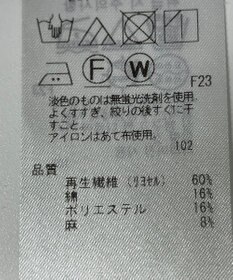 F
W
F23
淡色のものは無蛍光洗剤を使用
よくすすぎ、絞りの後すぐに干
すこと。
アイロンはあて布使用。
102
品質
再生繊維(リヨセル) 60%
綿 16%
ポリエステル 16%
麻 8%